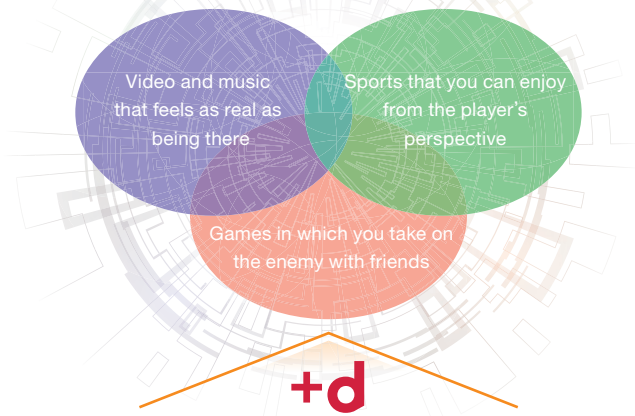 Video and music
that feels as real as
being there
Sports that you can enjoy
from the player's
perspective
Games in which you take on
the enemy with friends
+d